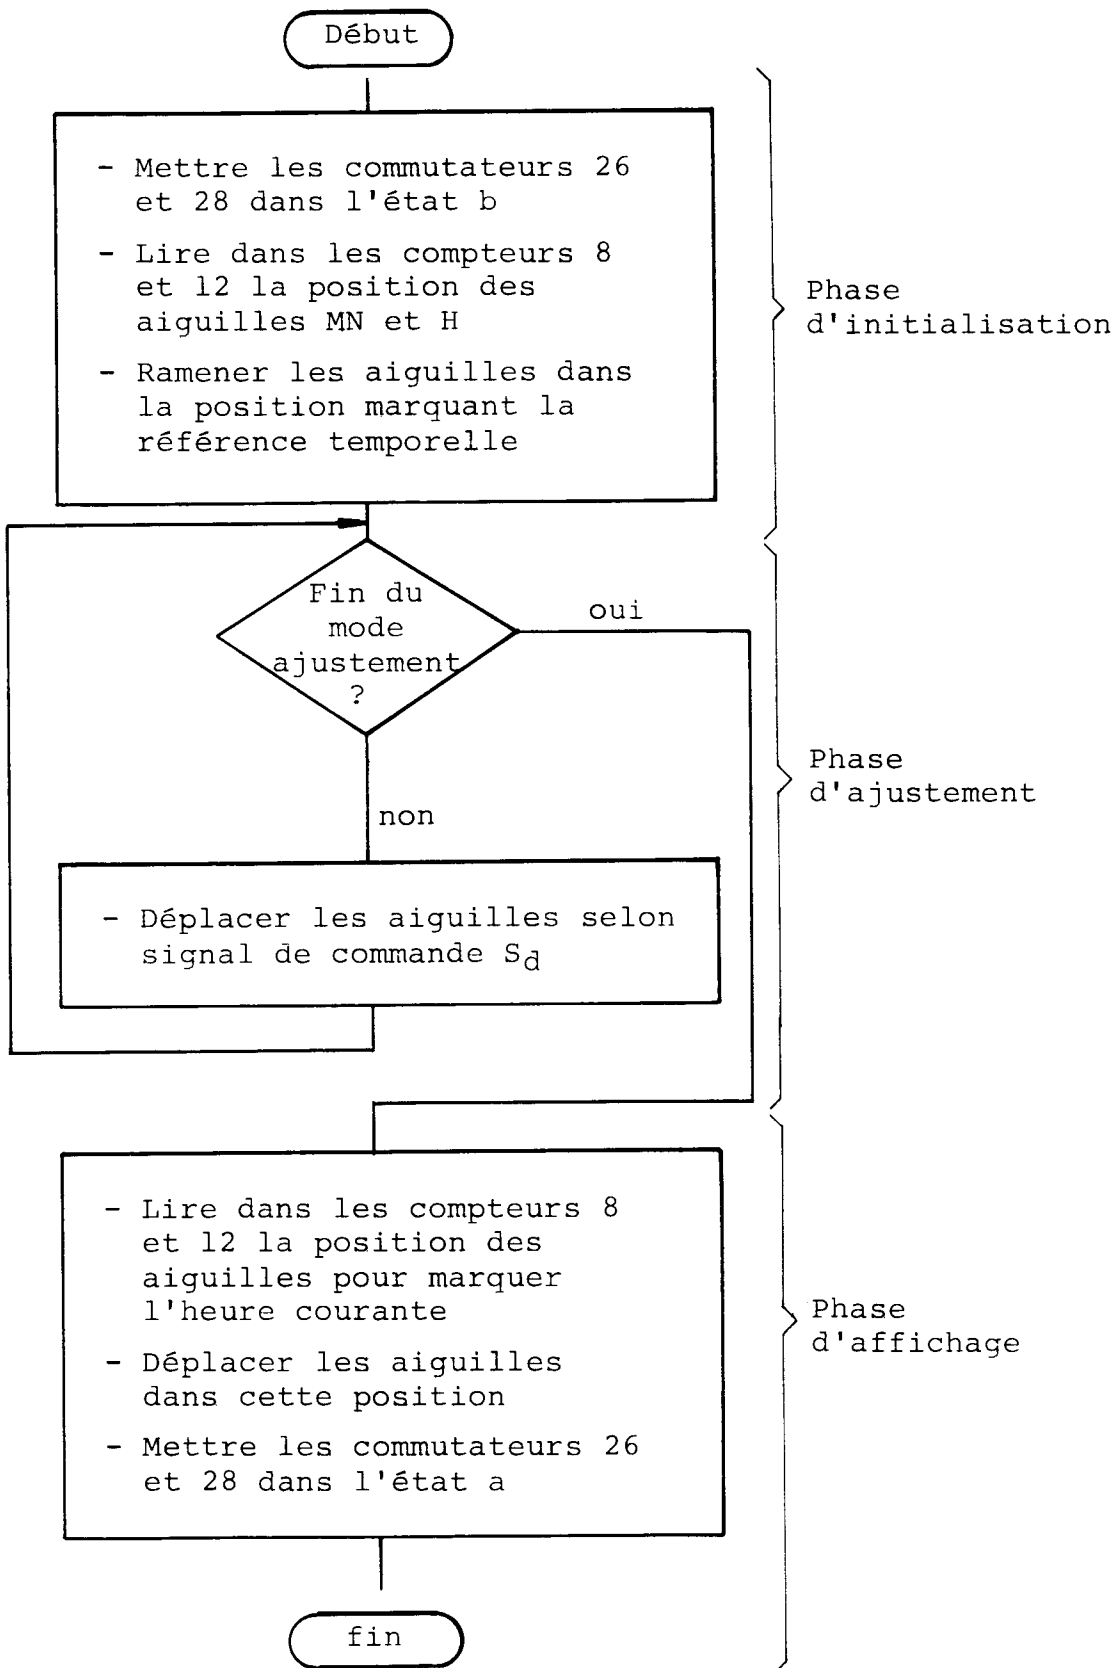 Début
- Mettre les commutateurs 26
et 28 dans l'état b
- Lire dans les compteurs 8
et 12 la position des
aiguilles MN et H
- Ramener les aiguilles dans
la position marquant la
référence temporelle
Phase
d'initialisation
Fin du
mode
ajustement
?
oui
non
- Déplacer les aiguilles selon
signal de commande Sd
Phase
d'ajustement
- Lire dans les compteurs 8
et 12 la position des
aiguilles pour marquer
l'heure courante
- Déplacer les aiguilles
dans cette position
- Mettre les commutateurs 26
et 28 dans l'état a
Phase
d'affichage
fin